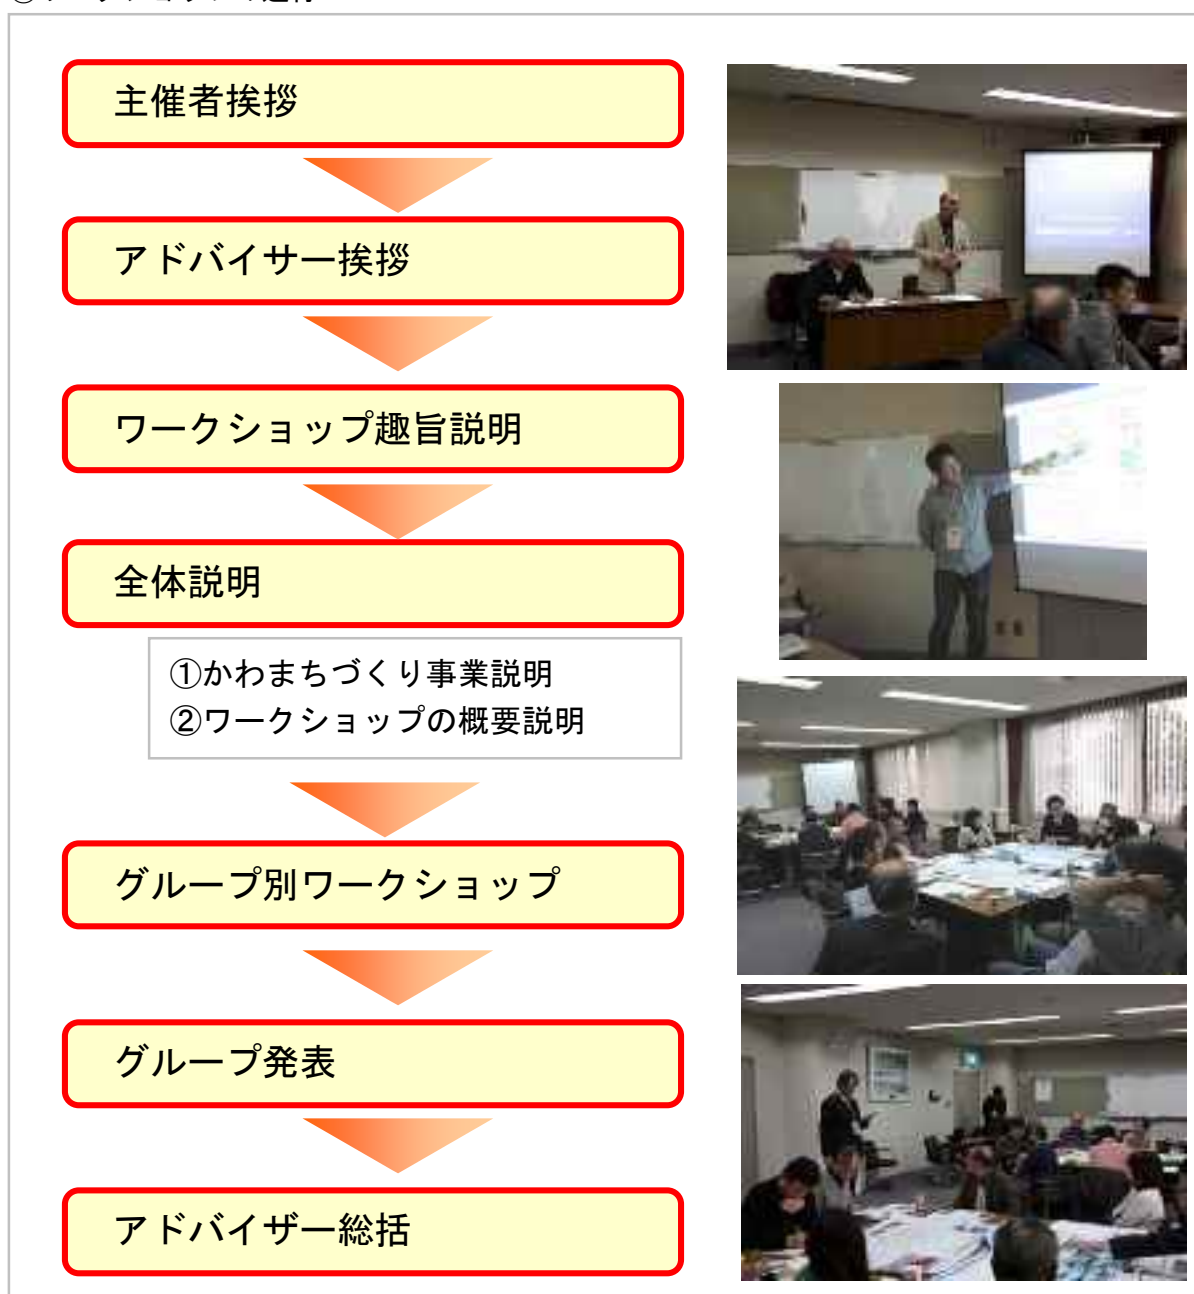 主催者挨拶
アドバイサー挨拶
ワークショップ趣旨説明
全体説明
①かわまちづくり事業説明
②ワークショップの概要説明
グループ別ワークショップ
グループ発表
アドバイザー総括